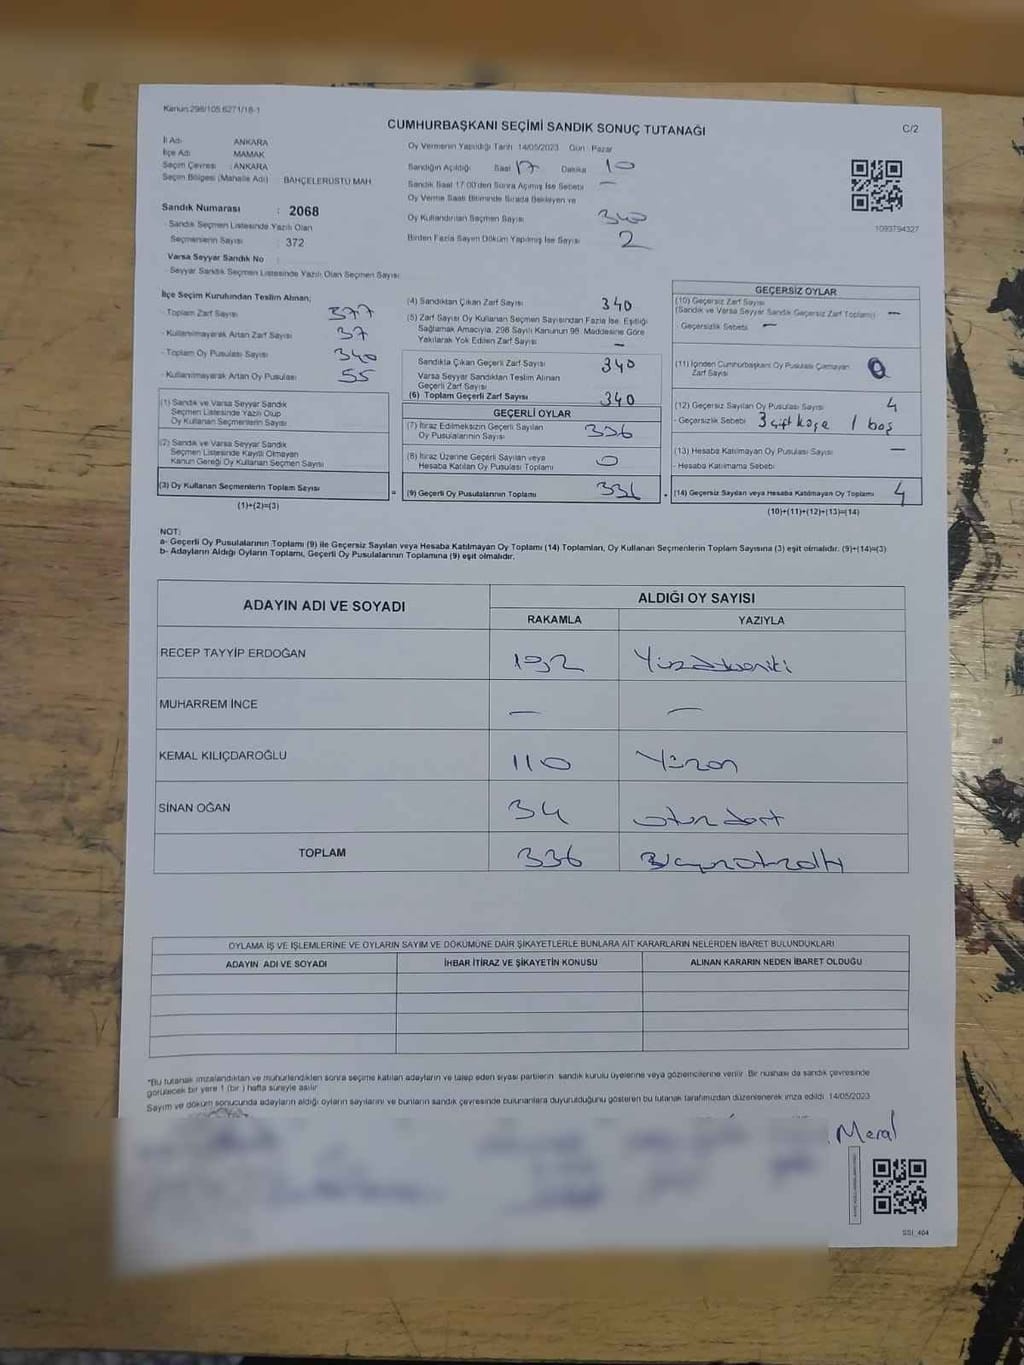 Kanun:298/105 6271/18-1
CUMHURBAŞKANI SEÇİMİ SANDIK SONUÇ TUTANAĞI
C/2
İl Adı : ANKARA
İlçe Adı : MAMAK
Seçim Çevresi : ANKARA
Seçim Bölgesi (Mahalle Adı) : BAHÇELERÜSTÜ MAH.
Sandık Numarası : 2068
- Sandık Seçmen Listesinde Yazılı Olan
Seçmenlerin Sayısı : 372
Varsa Seyyar Sandık No :
- Seyyar Sandık Seçmen Listesinde Yazılı Olan Seçmen Sayısı:
Oy Vermenin Yapıldığı Tarih :14/05/2023 Gün : Pazar
Sandığın Açıldığı Saat 17 Dakika 10
Sandık Saat 17.00'den Sonra Açılmış İse Sebebi —
Oy Verme Saati Bitiminde Sırada Bekleyen ve
Oy Kullandırılan Seçmen Sayısı 340
Birden Fazla Sayım Döküm Yapılmış İse Sayısı 2
1093794327
İlçe Seçim Kurulundan Teslim Alınan;
- Toplam Zarf Sayısı 377
- Kullanılmayarak Artan Zarf Sayısı 37
- Toplam Oy Pusulası Sayısı 340
- Kullanılmayarak Artan Oy Pusulası 55
(1) Sandık ve Varsa Seyyar Sandık
Seçmen Listesinde Yazılı Olup
Oy Kullanan Seçmenlerin Sayısı
(2) Sandık ve Varsa Seyyar Sandık
Seçmen Listesinde Kayıtlı Olmayan
Kanun Gereği Oy Kullanan Seçmen Sayısı
(3) Oy Kullanan Seçmenlerin Toplam Sayısı
(1)+(2)=(3)
(4) Sandıktan Çıkan Zarf Sayısı 340
(5) Zarf Sayısı Oy Kullanan Seçmen Sayısından Fazla İse, Eşitliği
Sağlamak Amacıyla, 298 Sayılı Kanunun 98. Maddesine Göre
Yakılarak Yok Edilen Zarf Sayısı —
Sandıkla Çıkan Geçerli Zarf Sayısı 340
Varsa Seyyar Sandıktan Teslim Alınan
Geçerli Zarf Sayısı
(6) Toplam Geçerli Zarf Sayısı 340
GEÇERLİ OYLAR
(7) İtiraz Edilmeksizin Geçerli Sayılan
Oy Pusulalarının Sayısı 336
(8) İtiraz Üzerine Geçerli Sayılan veya
Hesaba Katılan Oy Pusulası Toplamı 0
= (9) Geçerli Oy Pusulalarının Toplamı 336
GEÇERSİZ OYLAR
(10) Geçersiz Zarf Sayısı
(Sandık ve Varsa Seyyar Sandık Geçersiz Zarf Toplamı) —
- Geçersizlik Sebebi: —
(11) İçinden Cumhurbaşkanı Oy Pusulası Çıkmayan
Zarf Sayısı 0
(12) Geçersiz Sayılan Oy Pusulası Sayısı 4
- Geçersizlik Sebebi: 3 çift köşe 1 boş
(13) Hesaba Katılmayan Oy Pusulası Sayısı —
- Hesaba Katılmama Sebebi:
(14) Geçersiz Sayılan veya Hesaba Katılmayan Oy Toplamı 4
(10)+(11)+(12)+(13)=(14)
NOT:
a- Geçerli Oy Pusulalarının Toplamı (9) ile Geçersiz Sayılan veya Hesaba Katılmayan Oy Toplamı (14) Toplamları, Oy Kullanan Seçmenlerin Toplam Sayısına (3) eşit olmalıdır. (9)+(14)=(3)
b- Adayların Aldığı Oyların Toplamı, Geçerli Oy Pusulalarının Toplamına (9) eşit olmalıdır.
ADAYIN ADI VE SOYADI ALDIĞI OY SAYISI
RAKAMLA YAZIYLA
RECEP TAYYİP ERDOĞAN 192 Yüzdoksaniki
MUHARREM İNCE — —
KEMAL KILIÇDAROĞLU 110 Yüzon
SİNAN OĞAN 34 otuzdört
TOPLAM 336 üçyüzotuzaltı
OYLAMA İŞ VE İŞLEMLERİNE VE OYLARIN SAYIM VE DÖKÜMÜNE DAİR ŞİKAYETLERLE BUNLARA AİT KARARLARIN NELERDEN İBARET BULUNDUKLARI
ADAYIN ADI VE SOYADI İHBAR İTİRAZ VE ŞİKAYETİN KONUSU ALINAN KARARIN NEDEN İBARET OLDUĞU
*Bu tutanak imzalandıktan ve mühürlendikten sonra seçime katılan adayların ve talep eden siyasi partilerin sandık kurulu üyelerine veya gözlemcilerine verilir. Bir nüshası da sandık çevresinde
görülecek bir yere 1 (bir ) hafta süreyle asılır.
Sayım ve döküm sonucunda adayların aldığı oyların sayılarını ve bunların sandık çevresinde bulunanlara duyurulduğunu gösteren bu tutanak tarafımızdan düzenlenerek imza edildi. 14/05/2023
Meral
SSI_404